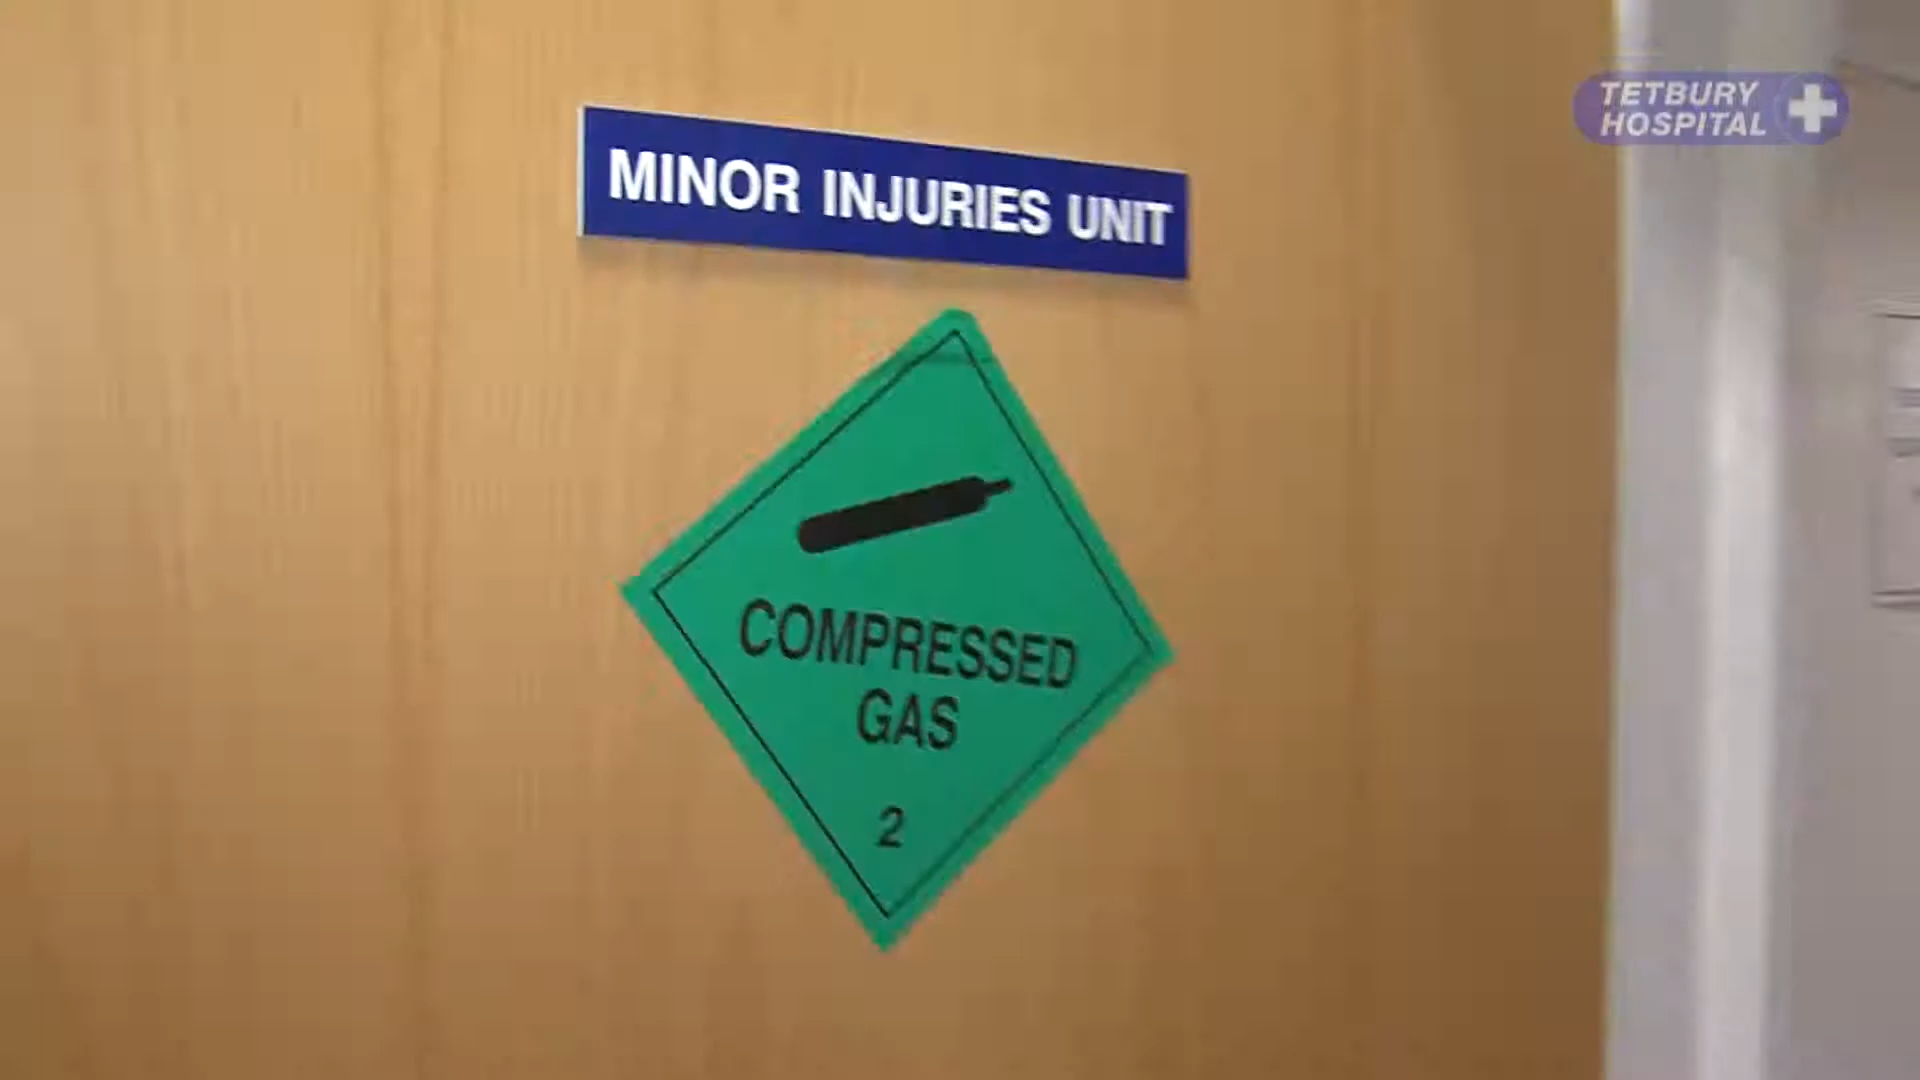 TETBURY
HOSPITAL
MINOR INJURIES UNIT
COMPRESSED
GAS
2